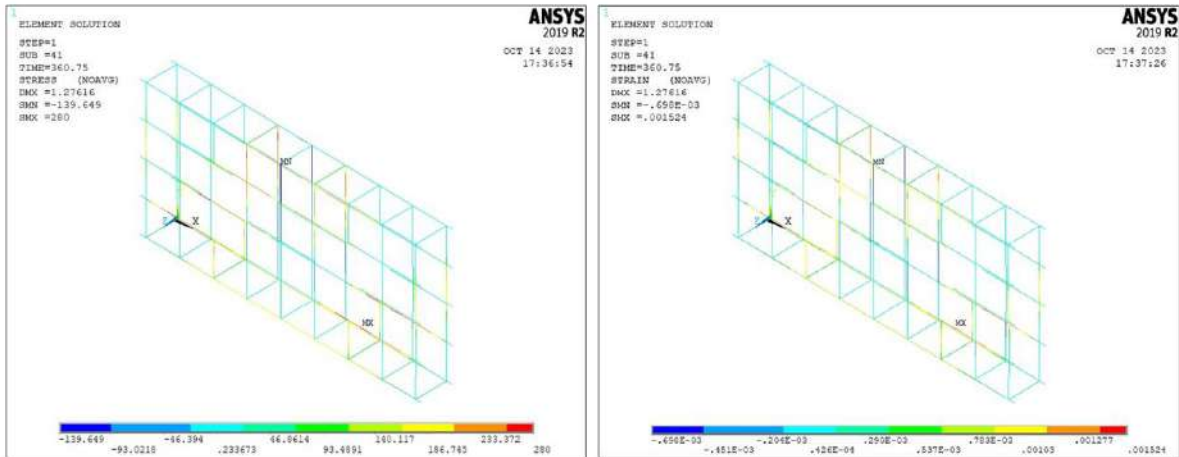 1
ELEMENT SOLUTION
STEP=1
SUB =41
TIME=360.75
STRESS (NOAVG)
DMX=1.27616
SMN=-139.649
SMX=280
ANSYS
2019 R2
OCT 14 2023
17:36:54
MN
Z X
MX
-139.649 -46.394 46.8614 140.117 233.372
-93.0216 .233673 93.4891 186.745 280
1
ELEMENT SOLUTION
STEP=1
SUB =41
TIME=360.75
STRAIN (NOAVG)
DMX=1.27616
SMN=-.698E-03
SMX=.001524
ANSYS
2019 R2
OCT 14 2023
17:37:26
MN
Z X
MX
-.698E-03 -.204E-03 .290E-03 .783E-03 .001277
-.451E-03 .426E-04 .537E-03 .00103 .001524